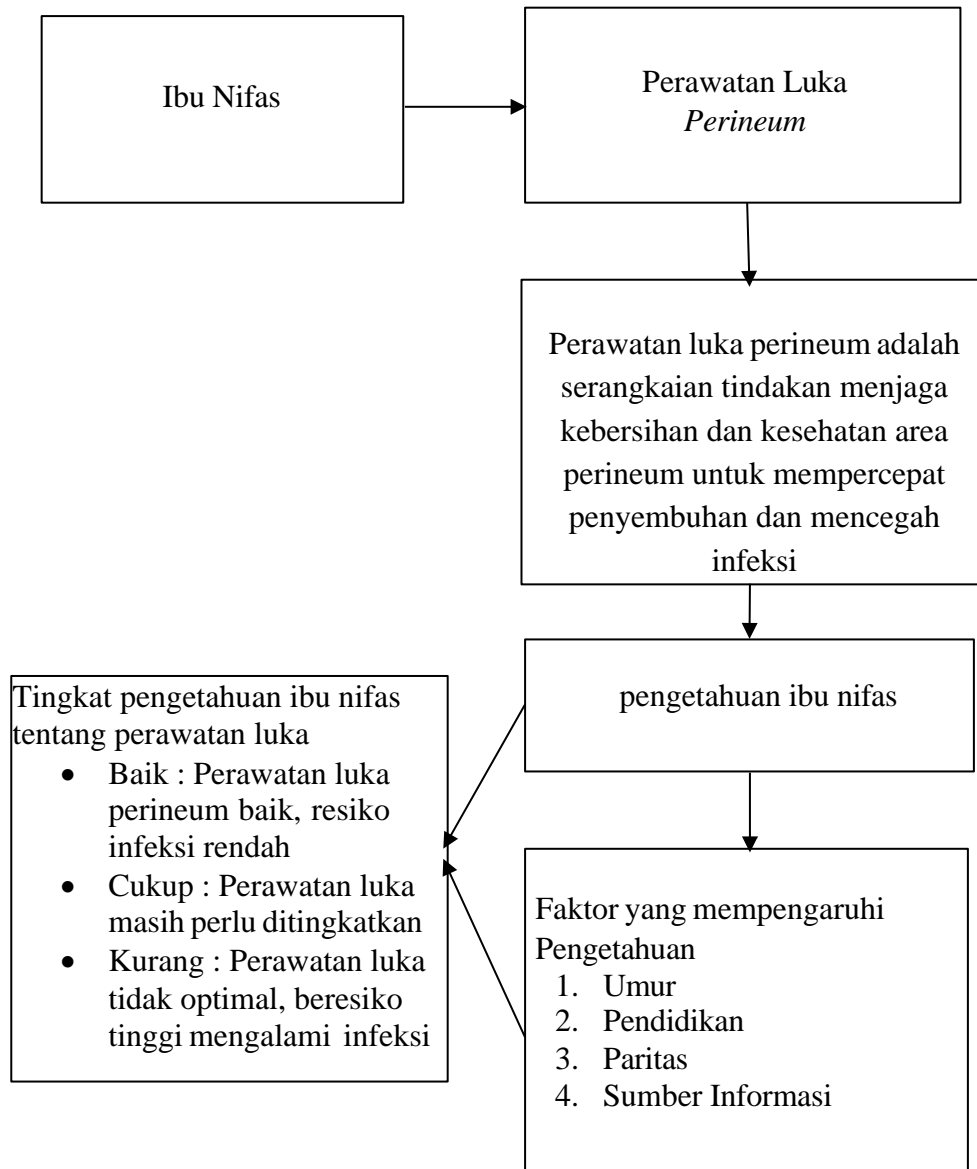 Ibu Nifas
Perawatan Luka
Perineum
Perawatan luka perineum adalah
serangkaian tindakan menjaga
kebersihan dan kesehatan area
perineum untuk mempercepat
penyembuhan dan mencegah
infeksi
pengetahuan ibu nifas
Tingkat pengetahuan ibu nifas
tentang perawatan luka
• Baik : Perawatan luka
perineum baik, resiko
infeksi rendah
• Cukup : Perawatan luka
masih perlu ditingkatkan
• Kurang : Perawatan luka
tidak optimal, beresiko
tinggi mengalami infeksi
Faktor yang mempengaruhi
Pengetahuan
1. Umur
2. Pendidikan
3. Paritas
4. Sumber Informasi